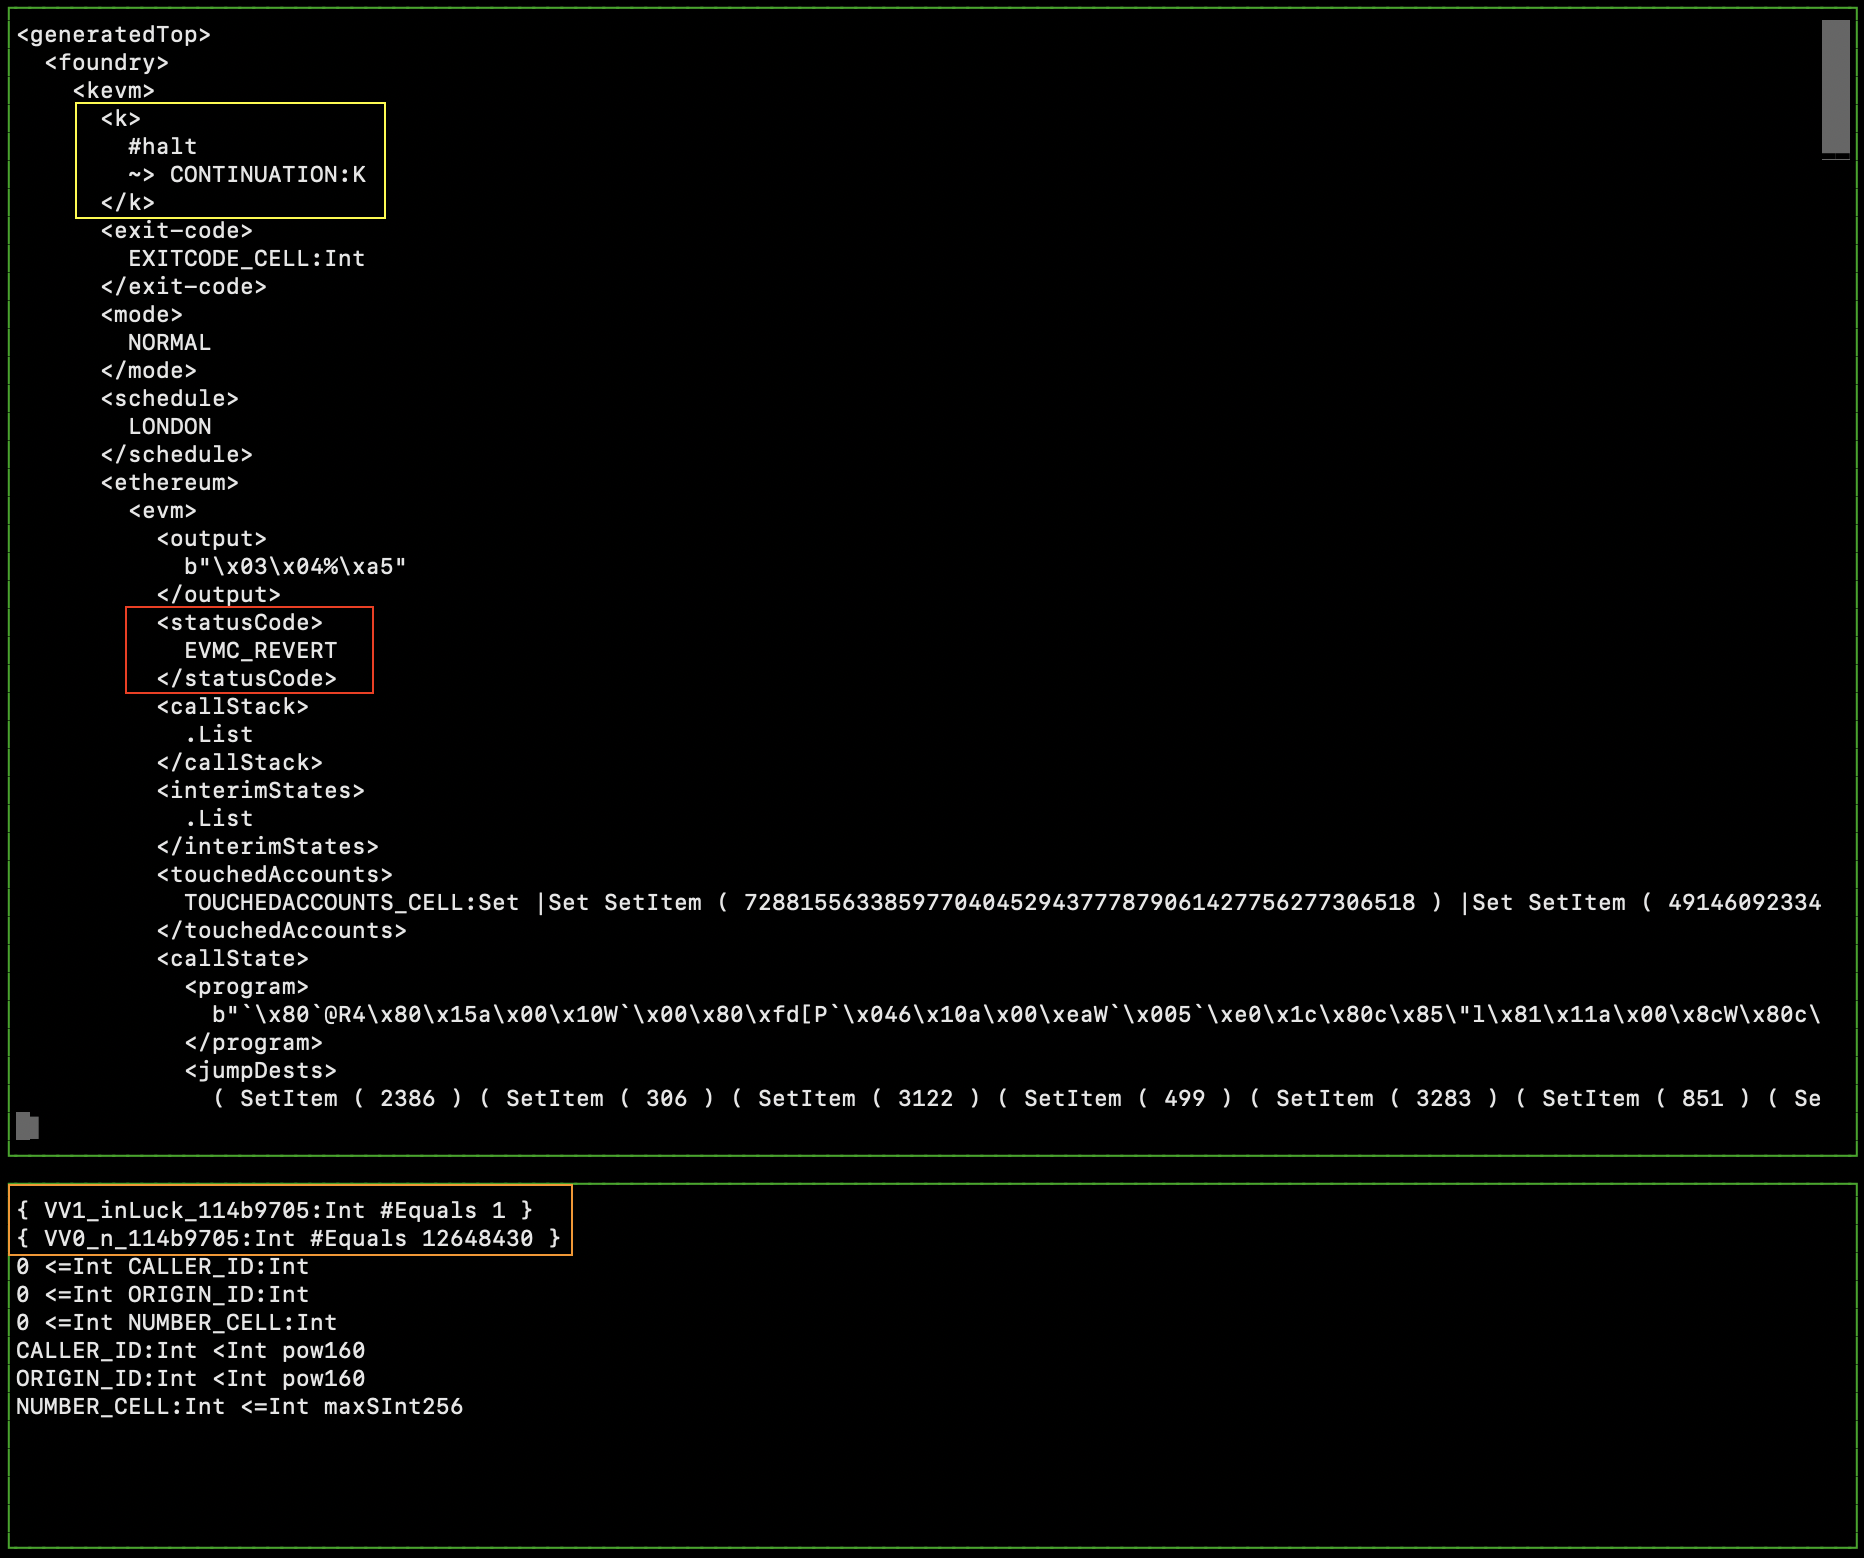 <generatedTop>
<foundry>
<kevm>
<k>
#halt
~> CONTINUATION:K
</k>
<exit-code>
EXITCODE_CELL:Int
</exit-code>
<mode>
NORMAL
</mode>
<schedule>
LONDON
</schedule>
<ethereum>
<evm>
<output>
b"\x03\x04%\xa5"
</output>
<statusCode>
EVMC_REVERT
</statusCode>
<callStack>
.List
</callStack>
<interimStates>
.List
</interimStates>
<touchedAccounts>
TOUCHEDACCOUNTS_CELL:Set |Set SetItem ( 728815563385977040452943777879061427756277306518 ) |Set SetItem ( 49146092334
</touchedAccounts>
<callState>
<program>
b"`\x80`@R4\x80\x15a\x00\x10W`\x00\x80\xfd[P`\x046\x10a\x00\xeaW`\x005`\xe0\x1c\x80c\x85\"l\x81\x11a\x00\x8cW\x80c\
</program>
<jumpDests>
( SetItem ( 2386 ) ( SetItem ( 306 ) ( SetItem ( 3122 ) ( SetItem ( 499 ) ( SetItem ( 3283 ) ( SetItem ( 851 ) ( Se
{ VV1_inLuck_114b9705:Int #Equals 1 }
{ VV0_n_114b9705:Int #Equals 12648430 }
0 <=Int CALLER_ID:Int
0 <=Int ORIGIN_ID:Int
0 <=Int NUMBER_CELL:Int
CALLER_ID:Int <Int pow160
ORIGIN_ID:Int <Int pow160
NUMBER_CELL:Int <=Int maxSInt256